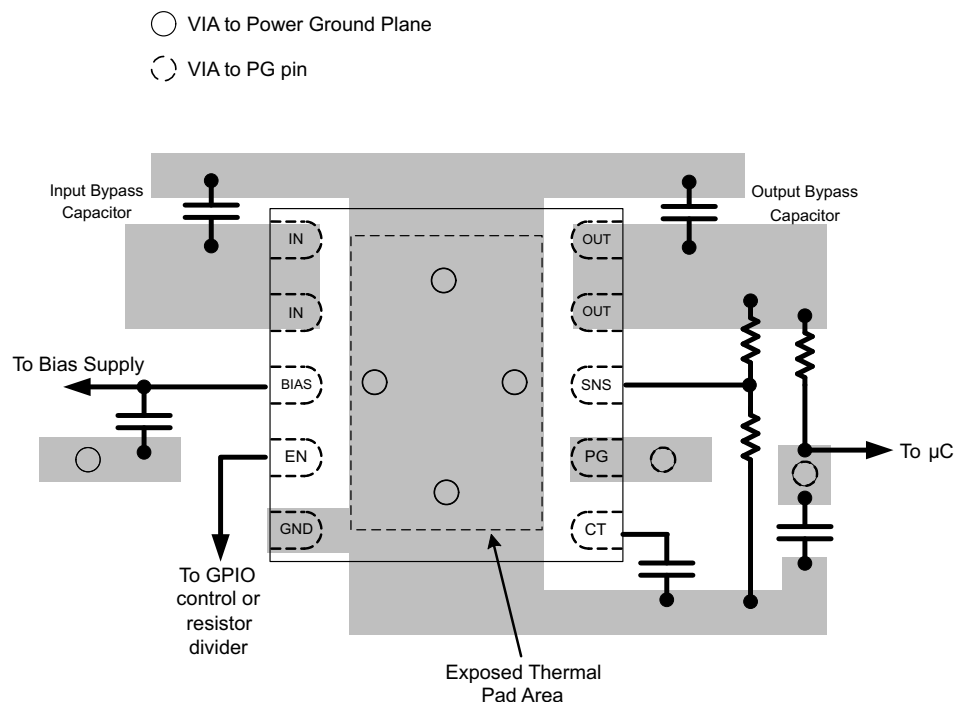 VIA to Power Ground Plane
VIA to PG pin
Input Bypass
Capacitor
Output Bypass
Capacitor
IN
OUT
IN
OUT
To Bias Supply
BIAS
SNS
EN
PG
To µC
GND
CT
To GPIO
control or
resistor
divider
Exposed Thermal
Pad Area